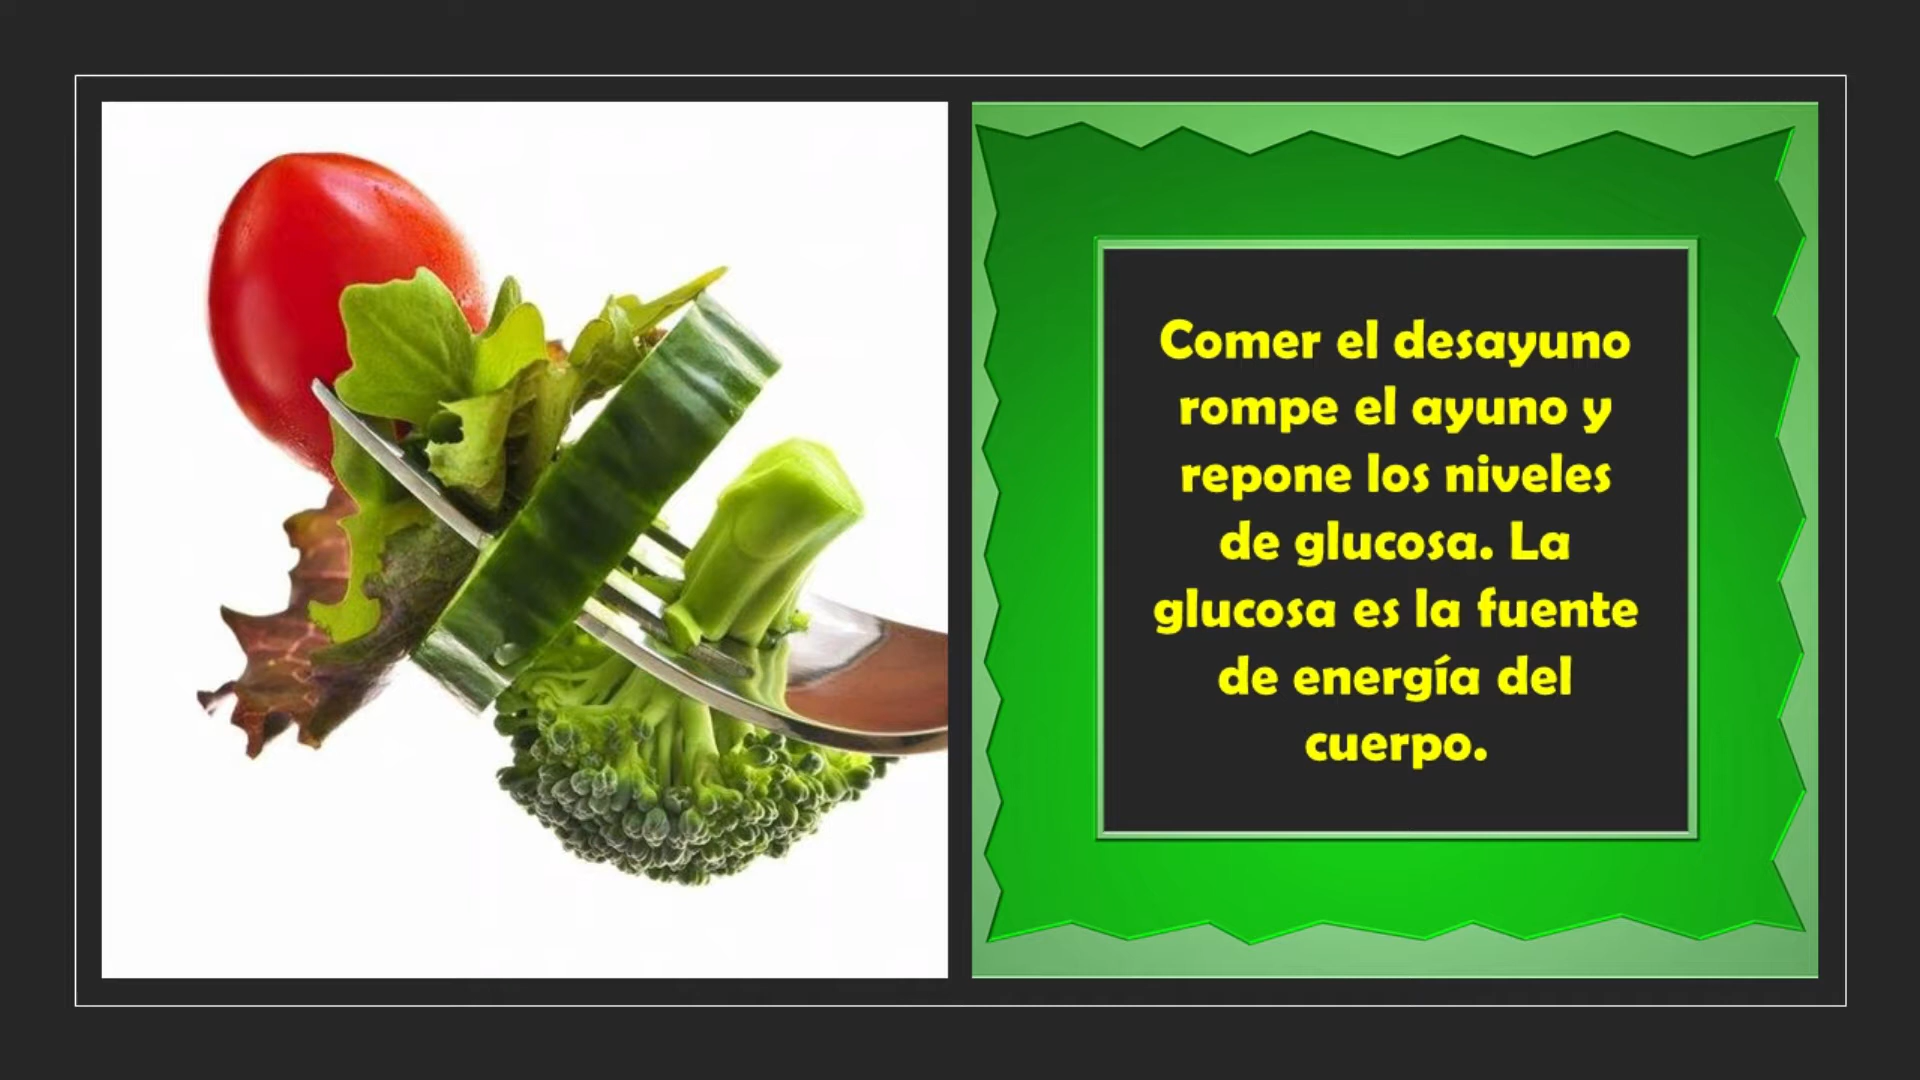 Comer el desayuno
rompe el ayuno y
repone los niveles
de glucosa. La
glucosa es la fuente
de energía del
cuerpo.